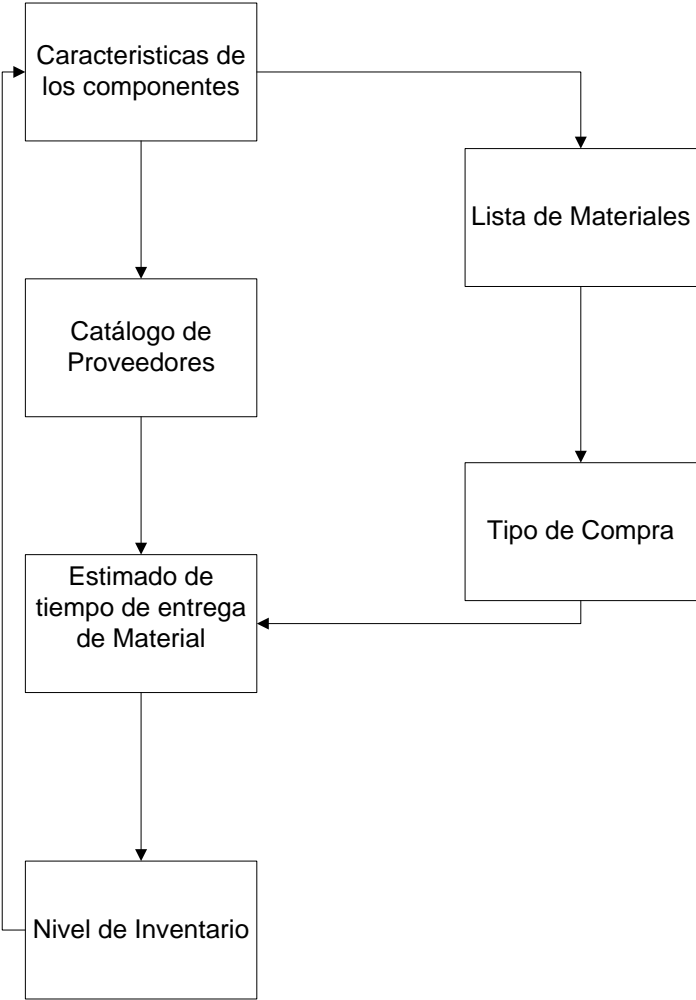 Caracteristicas de
los componentes
Lista de Materiales
Catálogo de
Proveedores
Tipo de Compra
Estimado de
tiempo de entrega
de Material
Nivel de Inventario